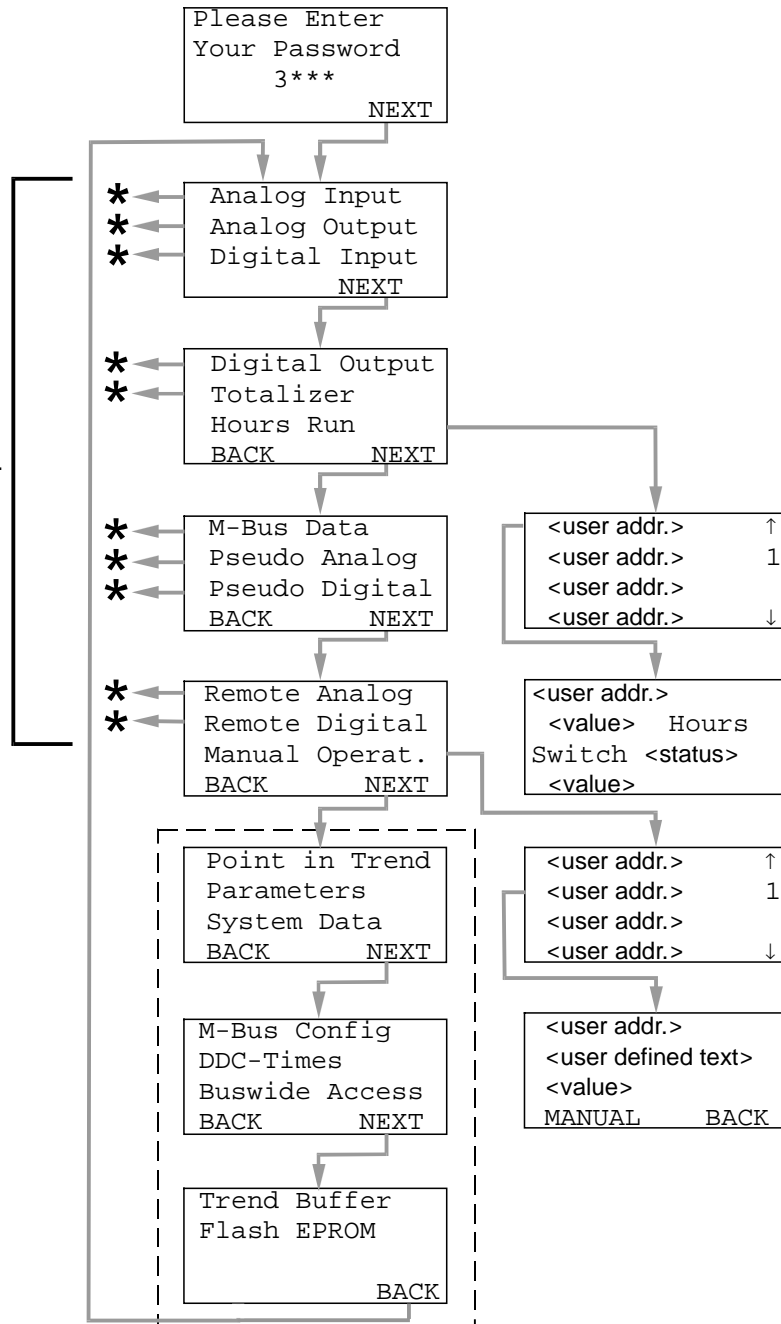 Please Enter
Your Password
3***
NEXT
* Analog Input
* Analog Output
* Digital Input
NEXT
* Digital Output
* Totalizer
Hours Run
BACK NEXT
* M-Bus Data
* Pseudo Analog
* Pseudo Digital
BACK NEXT
<user addr.> ↑
<user addr.> 1
<user addr.>
<user addr.> ↓
* Remote Analog
* Remote Digital
Manual Operat.
BACK NEXT
<user addr.>
<value> Hours
Switch <status>
<value>
Point in Trend
Parameters
System Data
BACK NEXT
<user addr.> ↑
<user addr.> 1
<user addr.>
<user addr.> ↓
M-Bus Config
DDC-Times
Buswide Access
BACK NEXT
<user addr.>
<user defined text>
<value>
MANUAL BACK
Trend Buffer
Flash EPROM
BACK